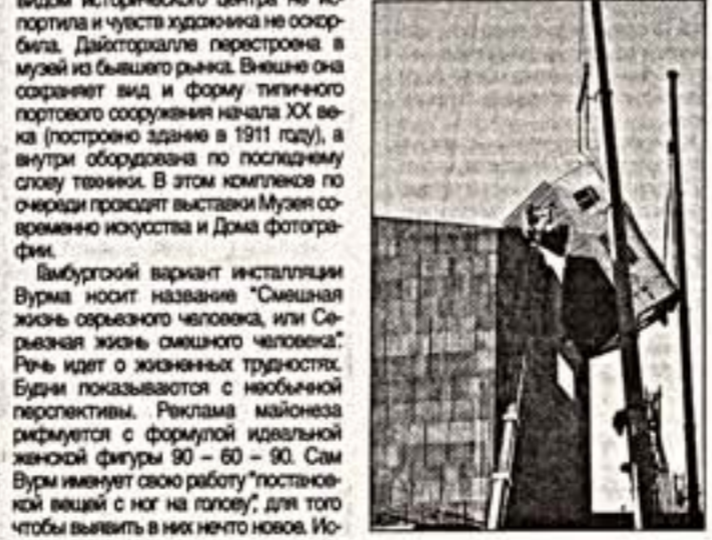 видом исторического центра не ис-
портила и чувств художника не оскор-
била. Дайхторхалле перестроена в
музей из бывшего рынка. Внешне она
сохраняет вид и форму типичного
портового сооружения начала XX ве-
ка (построено здание в 1911 году), а
внутри оборудована по последнему
слову техники. В этом комплексе по
очереди проходят выставки Музея со-
временно искусства и Дома фотогра-
фии.
Гамбургский вариант инсталляции
Вурма носит название "Смешная
жизнь серьезного человека, или Се-
рьезная жизнь смешного человека".
Речь идет о жизненных трудностях.
Будни показываются с необычной
перспективы. Реклама майонеза
рифмуется с формулой идеальной
женской фигуры 90 – 60 – 90. Сам
Вурм именует свою работу "постанов-
кой вещей с ног на голову", для того
чтобы выявить в них нечто новое. Ис-